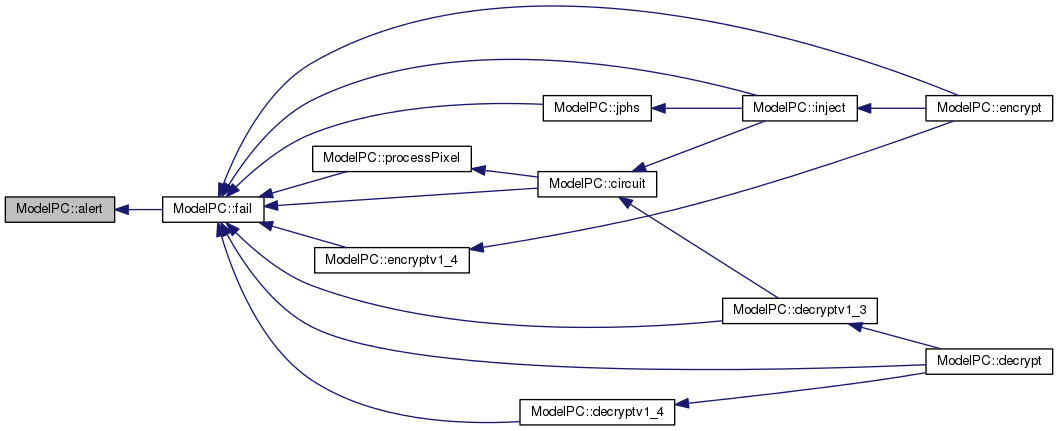 ModelPC::alert
ModelPC::fail
ModelPC::processPixel
ModelPC::encryptv1_4
ModelPC::jphs
ModelPC::circuit
ModelPC::decryptv1_4
ModelPC::inject
ModelPC::decryptv1_3
ModelPC::encrypt
ModelPC::decrypt